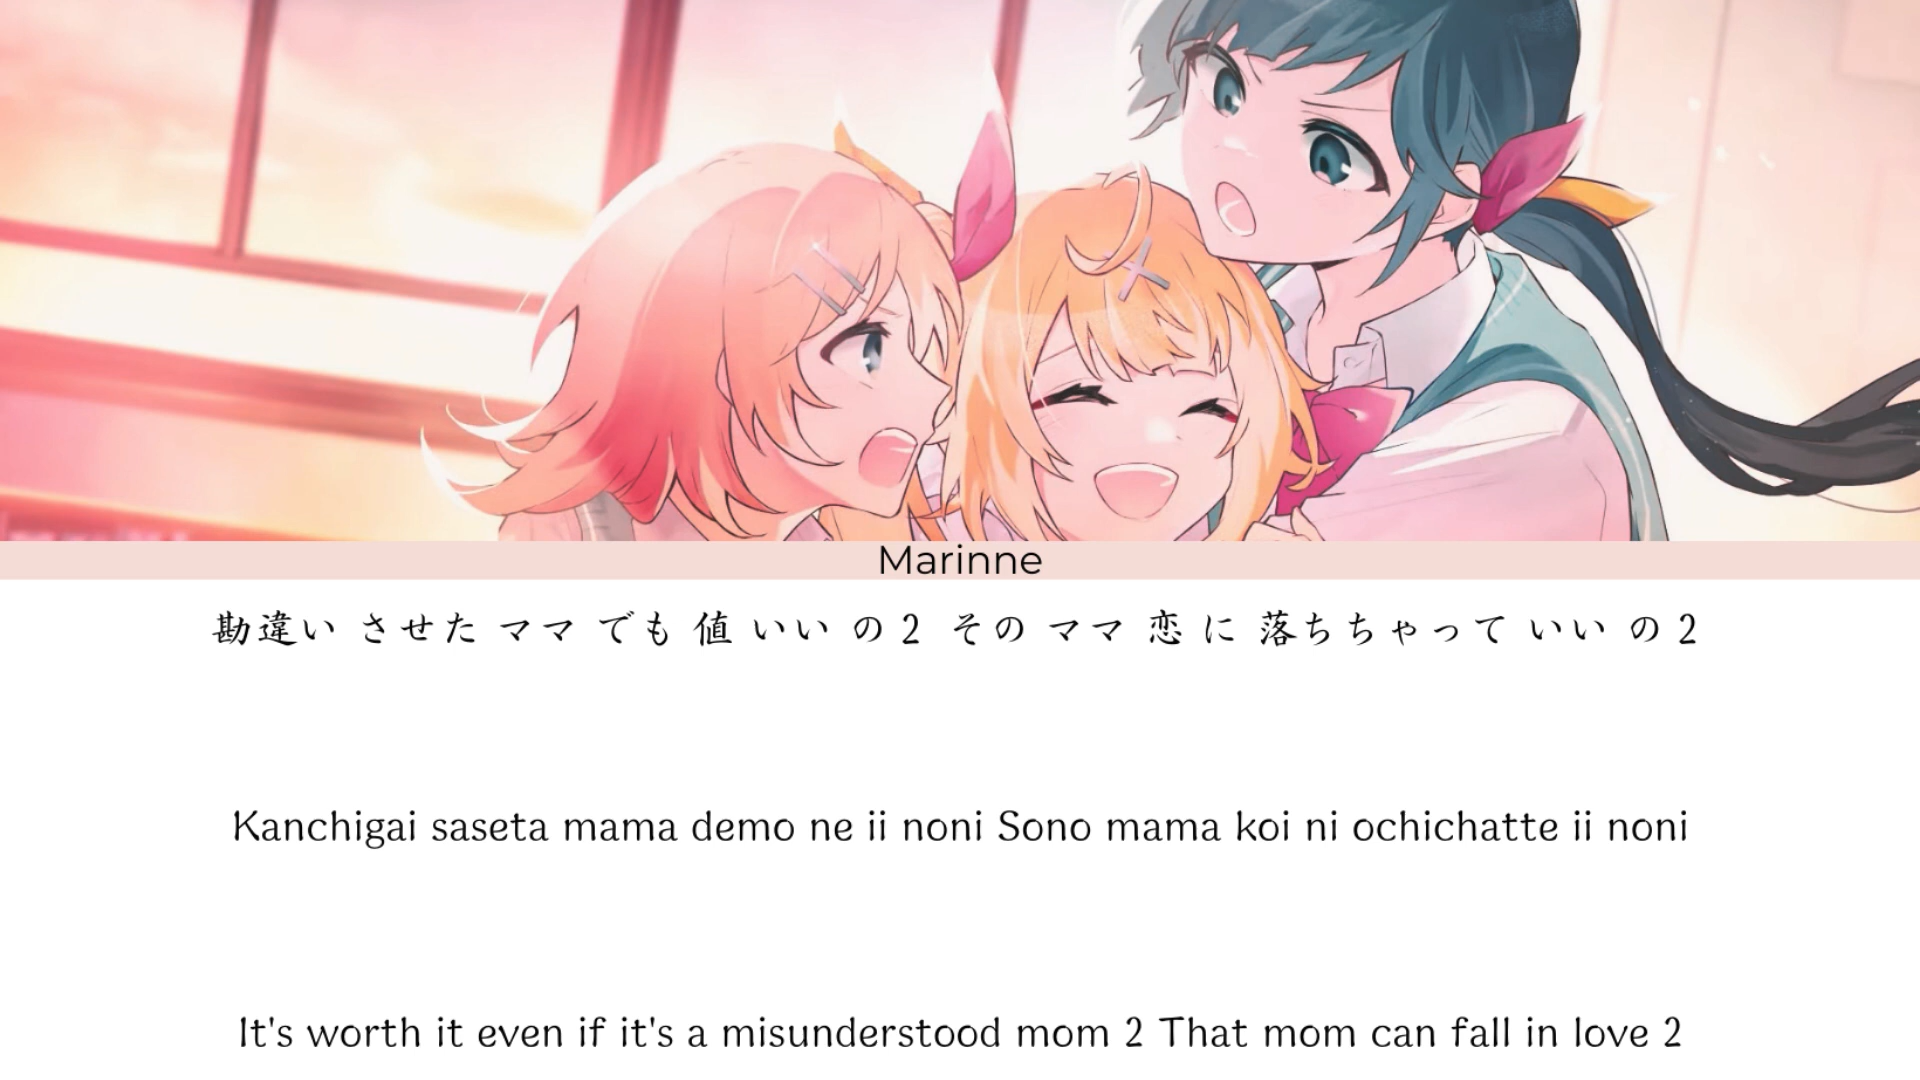 Marinne
勘違い させた ママ でも 値 いい の 2 その ママ 恋 に 落ちちゃって いい の 2
Kanchigai saseta mama demo ne ii noni Sono mama koi ni ochichatte ii noni
It's worth it even if it's a misunderstood mom 2 That mom can fall in love 2